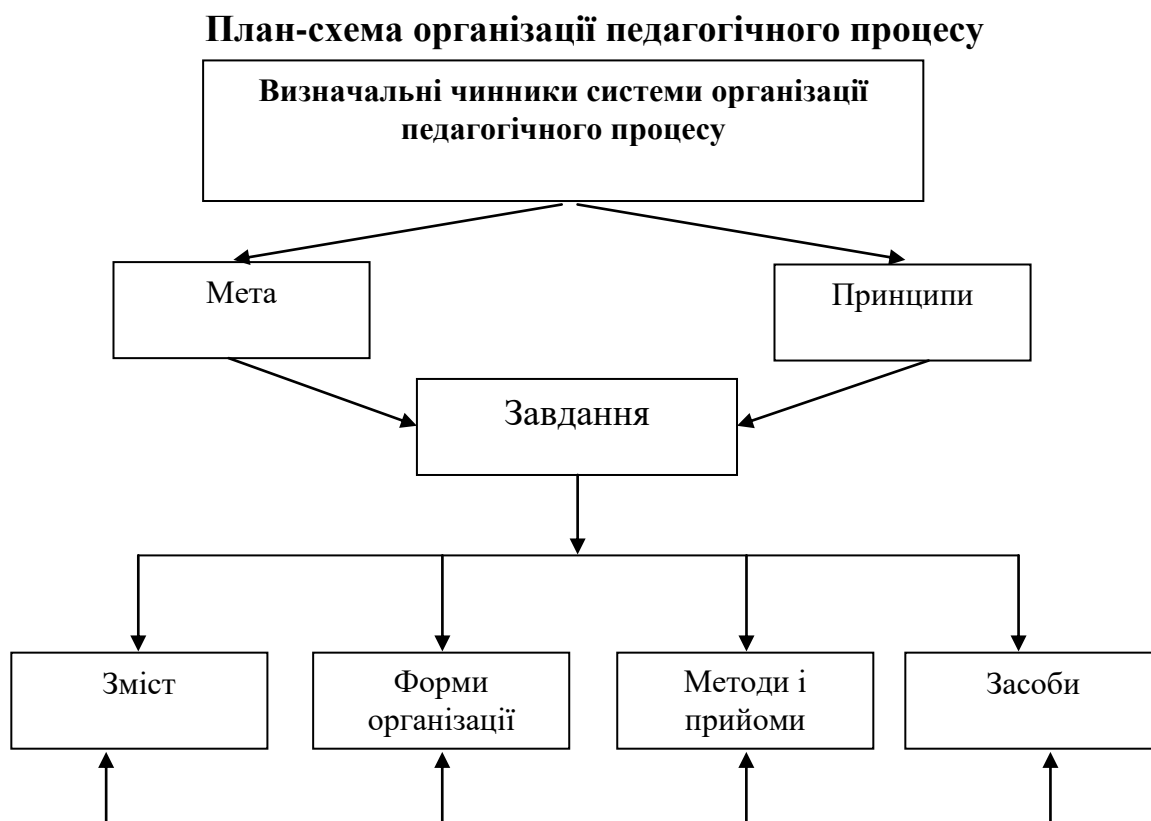 План-схема організації педагогічного процесу
Визначальні чинники системи організації
педагогічного процесу
Мета
Принципи
Завдання
Зміст
Форми
організації
Методи і
прийоми
Засоби